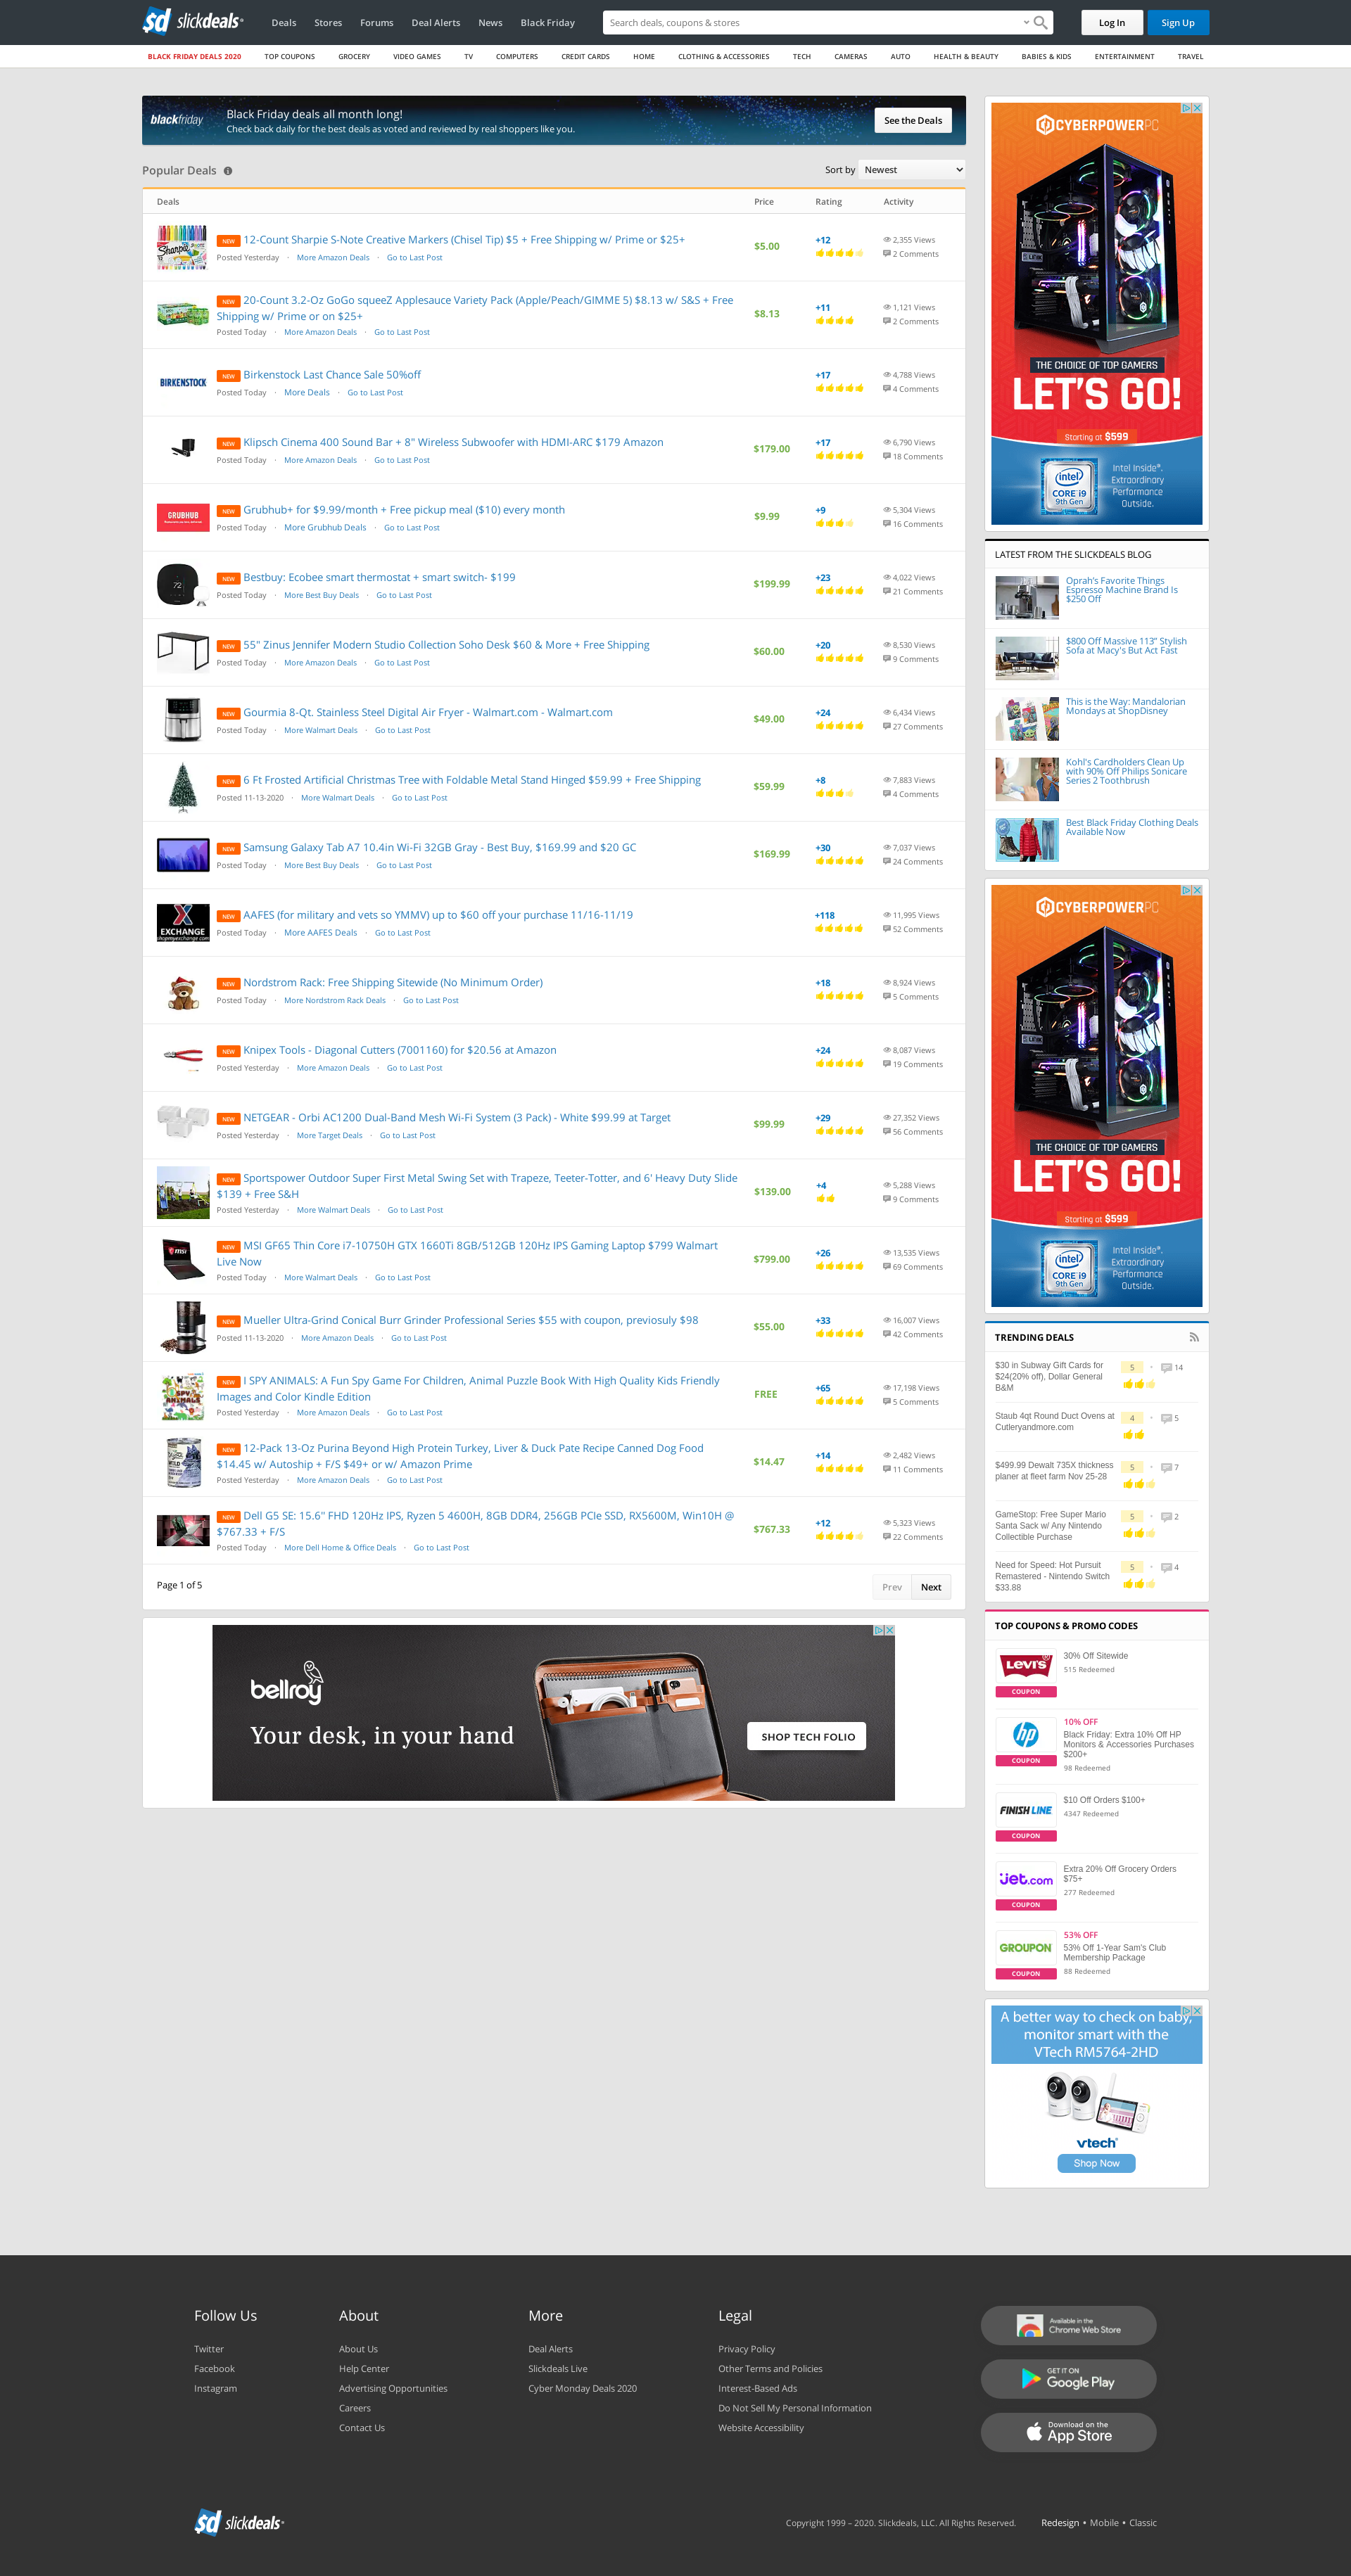 slickdeals
Deals Stores Forums Deal Alerts News Black Friday
Search deals, coupons & stores
Log In Sign Up
BLACK FRIDAY DEALS 2020 TOP COUPONS GROCERY VIDEO GAMES TV COMPUTERS CREDIT CARDS HOME CLOTHING & ACCESSORIES TECH CAMERAS AUTO HEALTH & BEAUTY BABIES & KIDS ENTERTAINMENT TRAVEL
blackfriday
Black Friday deals all month long!
Check back daily for the best deals as voted and reviewed by real shoppers like you.
See the Deals
Popular Deals
Sort by Newest
Deals Price Rating Activity
NEW 12-Count Sharpie S-Note Creative Markers (Chisel Tip) $5 + Free Shipping w/ Prime or $25+
Posted Yesterday · More Amazon Deals · Go to Last Post
$5.00 +12 2,355 Views
2 Comments
NEW 20-Count 3.2-Oz GoGo squeeZ Applesauce Variety Pack (Apple/Peach/GIMME 5) $8.13 w/ S&S + Free
Shipping w/ Prime or on $25+
Posted Today · More Amazon Deals · Go to Last Post
$8.13 +11 1,121 Views
2 Comments
BIRKENSTOCK
NEW Birkenstock Last Chance Sale 50%off
Posted Today · More Deals · Go to Last Post
+17 4,788 Views
4 Comments
NEW Klipsch Cinema 400 Sound Bar + 8" Wireless Subwoofer with HDMI-ARC $179 Amazon
Posted Today · More Amazon Deals · Go to Last Post
$179.00 +17 6,790 Views
18 Comments
GRUBHUB
NEW Grubhub+ for $9.99/month + Free pickup meal ($10) every month
Posted Today · More Grubhub Deals · Go to Last Post
$9.99 +9 5,304 Views
16 Comments
72
NEW Bestbuy: Ecobee smart thermostat + smart switch- $199
Posted Today · More Best Buy Deals · Go to Last Post
$199.99 +23 4,022 Views
21 Comments
NEW 55" Zinus Jennifer Modern Studio Collection Soho Desk $60 & More + Free Shipping
Posted Today · More Amazon Deals · Go to Last Post
$60.00 +20 8,530 Views
9 Comments
NEW Gourmia 8-Qt. Stainless Steel Digital Air Fryer - Walmart.com - Walmart.com
Posted Today · More Walmart Deals · Go to Last Post
$49.00 +24 6,434 Views
27 Comments
NEW 6 Ft Frosted Artificial Christmas Tree with Foldable Metal Stand Hinged $59.99 + Free Shipping
Posted 11-13-2020 · More Walmart Deals · Go to Last Post
$59.99 +8 7,883 Views
4 Comments
NEW Samsung Galaxy Tab A7 10.4in Wi-Fi 32GB Gray - Best Buy, $169.99 and $20 GC
Posted Today · More Best Buy Deals · Go to Last Post
$169.99 +30 7,037 Views
24 Comments
X
EXCHANGE
shopmyexchange.com
NEW AAFES (for military and vets so YMMV) up to $60 off your purchase 11/16-11/19
Posted Today · More AAFES Deals · Go to Last Post
+118 11,995 Views
52 Comments
NEW Nordstrom Rack: Free Shipping Sitewide (No Minimum Order)
Posted Today · More Nordstrom Rack Deals · Go to Last Post
+18 8,924 Views
5 Comments
NEW Knipex Tools - Diagonal Cutters (7001160) for $20.56 at Amazon
Posted Yesterday · More Amazon Deals · Go to Last Post
+24 8,087 Views
19 Comments
NEW NETGEAR - Orbi AC1200 Dual-Band Mesh Wi-Fi System (3 Pack) - White $99.99 at Target
Posted Yesterday · More Target Deals · Go to Last Post
$99.99 +29 27,352 Views
56 Comments
NEW Sportspower Outdoor Super First Metal Swing Set with Trapeze, Teeter-Totter, and 6' Heavy Duty Slide
$139 + Free S&H
Posted Yesterday · More Walmart Deals · Go to Last Post
$139.00 +4 5,288 Views
9 Comments
NEW MSI GF65 Thin Core i7-10750H GTX 1660Ti 8GB/512GB 120Hz IPS Gaming Laptop $799 Walmart
Live Now
Posted Today · More Walmart Deals · Go to Last Post
$799.00 +26 13,535 Views
69 Comments
NEW Mueller Ultra-Grind Conical Burr Grinder Professional Series $55 with coupon, previosuly $98
Posted 11-13-2020 · More Amazon Deals · Go to Last Post
$55.00 +33 16,007 Views
42 Comments
NEW I SPY ANIMALS: A Fun Spy Game For Children, Animal Puzzle Book With High Quality Kids Friendly
Images and Color Kindle Edition
Posted Yesterday · More Amazon Deals · Go to Last Post
FREE +65 17,198 Views
5 Comments
NEW 12-Pack 13-Oz Purina Beyond High Protein Turkey, Liver & Duck Pate Recipe Canned Dog Food
$14.45 w/ Autoship + F/S $49+ or w/ Amazon Prime
Posted Yesterday · More Amazon Deals · Go to Last Post
$14.47 +14 2,482 Views
11 Comments
NEW Dell G5 SE: 15.6" FHD 120Hz IPS, Ryzen 5 4600H, 8GB DDR4, 256GB PCIe SSD, RX5600M, Win10H @
$767.33 + F/S
Posted Today · More Dell Home & Office Deals · Go to Last Post
$767.33 +12 5,323 Views
22 Comments
Page 1 of 5
Prev Next
bellroy
Your desk, in your hand
SHOP TECH FOLIO
CYBERPOWERPC
THE CHOICE OF TOP GAMERS
LET'S GO!
Starting at $599
intel
CORE i9
9th Gen
Intel Inside®.
Extraordinary
Performance
Outside.
LATEST FROM THE SLICKDEALS BLOG
Oprah's Favorite Things
Espresso Machine Brand Is
$250 Off
$800 Off Massive 113" Stylish
Sofa at Macy's But Act Fast
This is the Way: Mandalorian
Mondays at ShopDisney
Kohl's Cardholders Clean Up
with 90% Off Philips Sonicare
Series 2 Toothbrush
Best Black Friday Clothing Deals
Available Now
CYBERPOWERPC
THE CHOICE OF TOP GAMERS
LET'S GO!
Starting at $599
intel
CORE i9
9th Gen
Intel Inside®.
Extraordinary
Performance
Outside.
TRENDING DEALS
$30 in Subway Gift Cards for
$24(20% off), Dollar General
B&M
5 • 14
Staub 4qt Round Duct Ovens at
Cutleryandmore.com
4 • 5
$499.99 Dewalt 735X thickness
planer at fleet farm Nov 25-28
5 • 7
GameStop: Free Super Mario
Santa Sack w/ Any Nintendo
Collectible Purchase
5 • 2
Need for Speed: Hot Pursuit
Remastered - Nintendo Switch
$33.88
5 • 4
TOP COUPONS & PROMO CODES
LEVI'S
COUPON
30% Off Sitewide
515 Redeemed
hp
COUPON
10% OFF
Black Friday: Extra 10% Off HP
Monitors & Accessories Purchases
$200+
98 Redeemed
FINISH LINE
COUPON
$10 Off Orders $100+
4347 Redeemed
jet.com
COUPON
Extra 20% Off Grocery Orders
$75+
277 Redeemed
GROUPON
COUPON
53% OFF
53% Off 1-Year Sam's Club
Membership Package
88 Redeemed
A better way to check on baby,
monitor smart with the
VTech RM5764-2HD
vtech
Shop Now
Follow Us
Twitter
Facebook
Instagram
About
About Us
Help Center
Advertising Opportunities
Careers
Contact Us
More
Deal Alerts
Slickdeals Live
Cyber Monday Deals 2020
Legal
Privacy Policy
Other Terms and Policies
Interest-Based Ads
Do Not Sell My Personal Information
Website Accessibility
Available in the
Chrome Web Store
GET IT ON
Google Play
Download on the
App Store
slickdeals
Copyright 1999 – 2020. Slickdeals, LLC. All Rights Reserved.
Redesign • Mobile • Classic